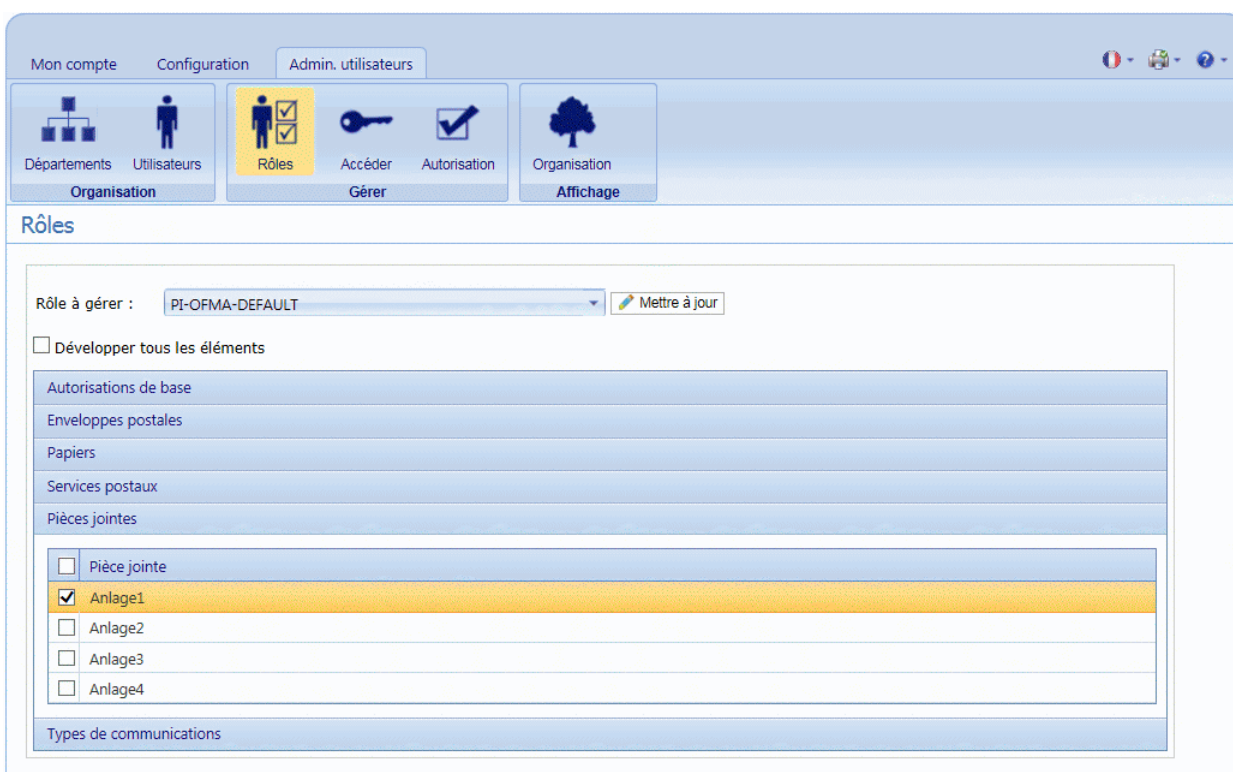 Mon compte Configuration Admin. utilisateurs
Départements Utilisateurs Rôles Accéder Autorisation Organisation
Organisation Gérer Affichage
Rôles
Rôle à gérer : PI-OFMA-DEFAULT Mettre à jour
Développer tous les éléments
Autorisations de base
Enveloppes postales
Papiers
Services postaux
Pièces jointes
Pièce jointe
Anlage1
Anlage2
Anlage3
Anlage4
Types de communications